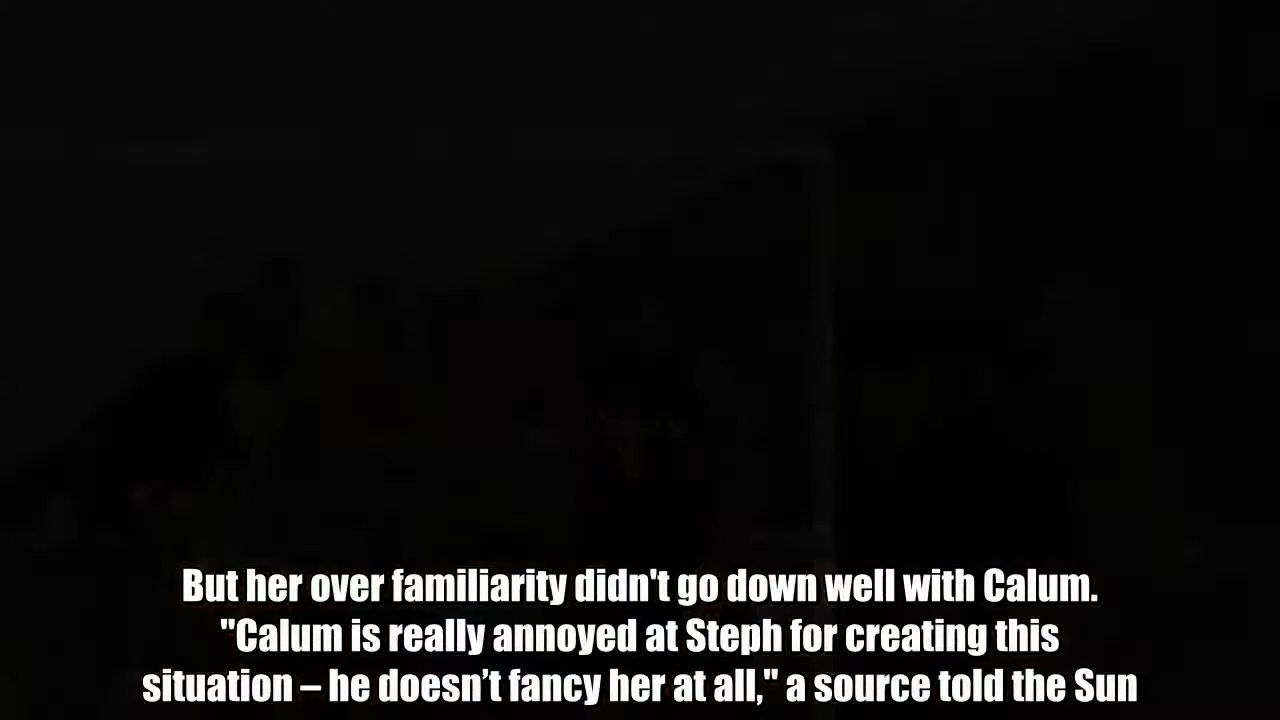 But her over familiarity didn't go down well with Calum.
"Calum is really annoyed at Steph for creating this
situation – he doesn’t fancy her at all," a source told the Sun